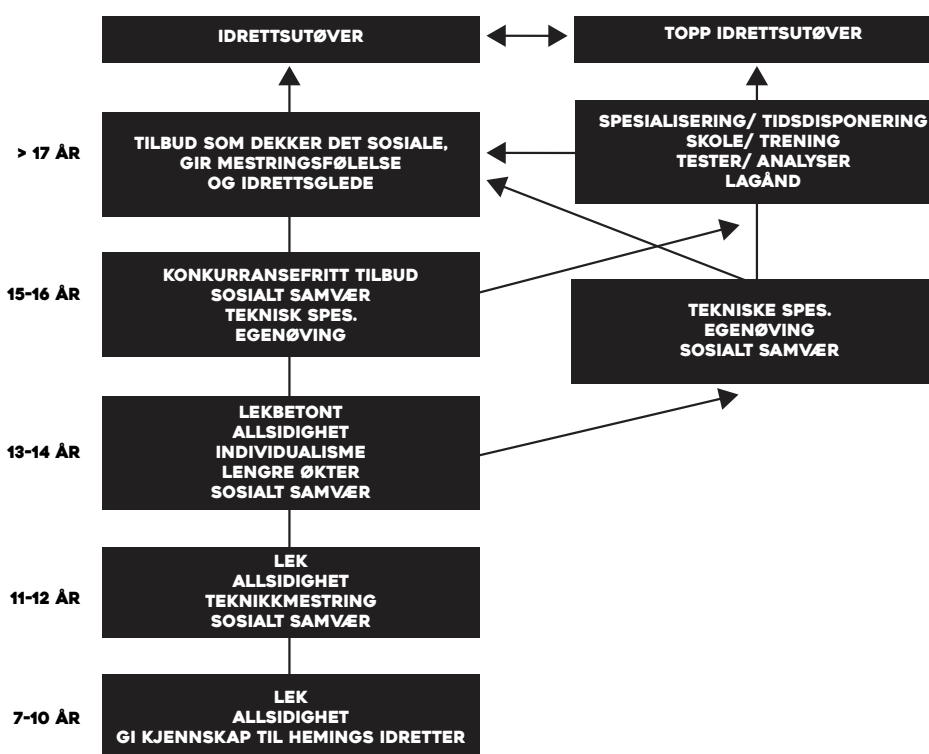 IDRETTSUTØVER
TOPP IDRETTSUTØVER
> 17 ÅR
TILBUD SOM DEKKER DET SOSIALE,
GIR MESTRINGSFØLELSE
OG IDRETTSGLEDE
SPESIALISERING/ TIDSDISPONERING
SKOLE/ TRENING
TESTER/ ANALYSER
LAGÅND
15-16 ÅR
KONKURRANSEFRITT TILBUD
SOSIALT SAMVÆR
TEKNISK SPES.
EGENØVING
TEKNISKE SPES.
EGENØVING
SOSIALT SAMVÆR
13-14 ÅR
LEKBETONT
ALLSIDIGHET
INDIVIDUALISME
LENGRE ØKTER
SOSIALT SAMVÆR
11-12 ÅR
LEK
ALLSIDIGHET
TEKNIKKMESTRING
SOSIALT SAMVÆR
7-10 ÅR
LEK
ALLSIDIGHET
GI KJENNSKAP TIL HEMINGS IDRETTER